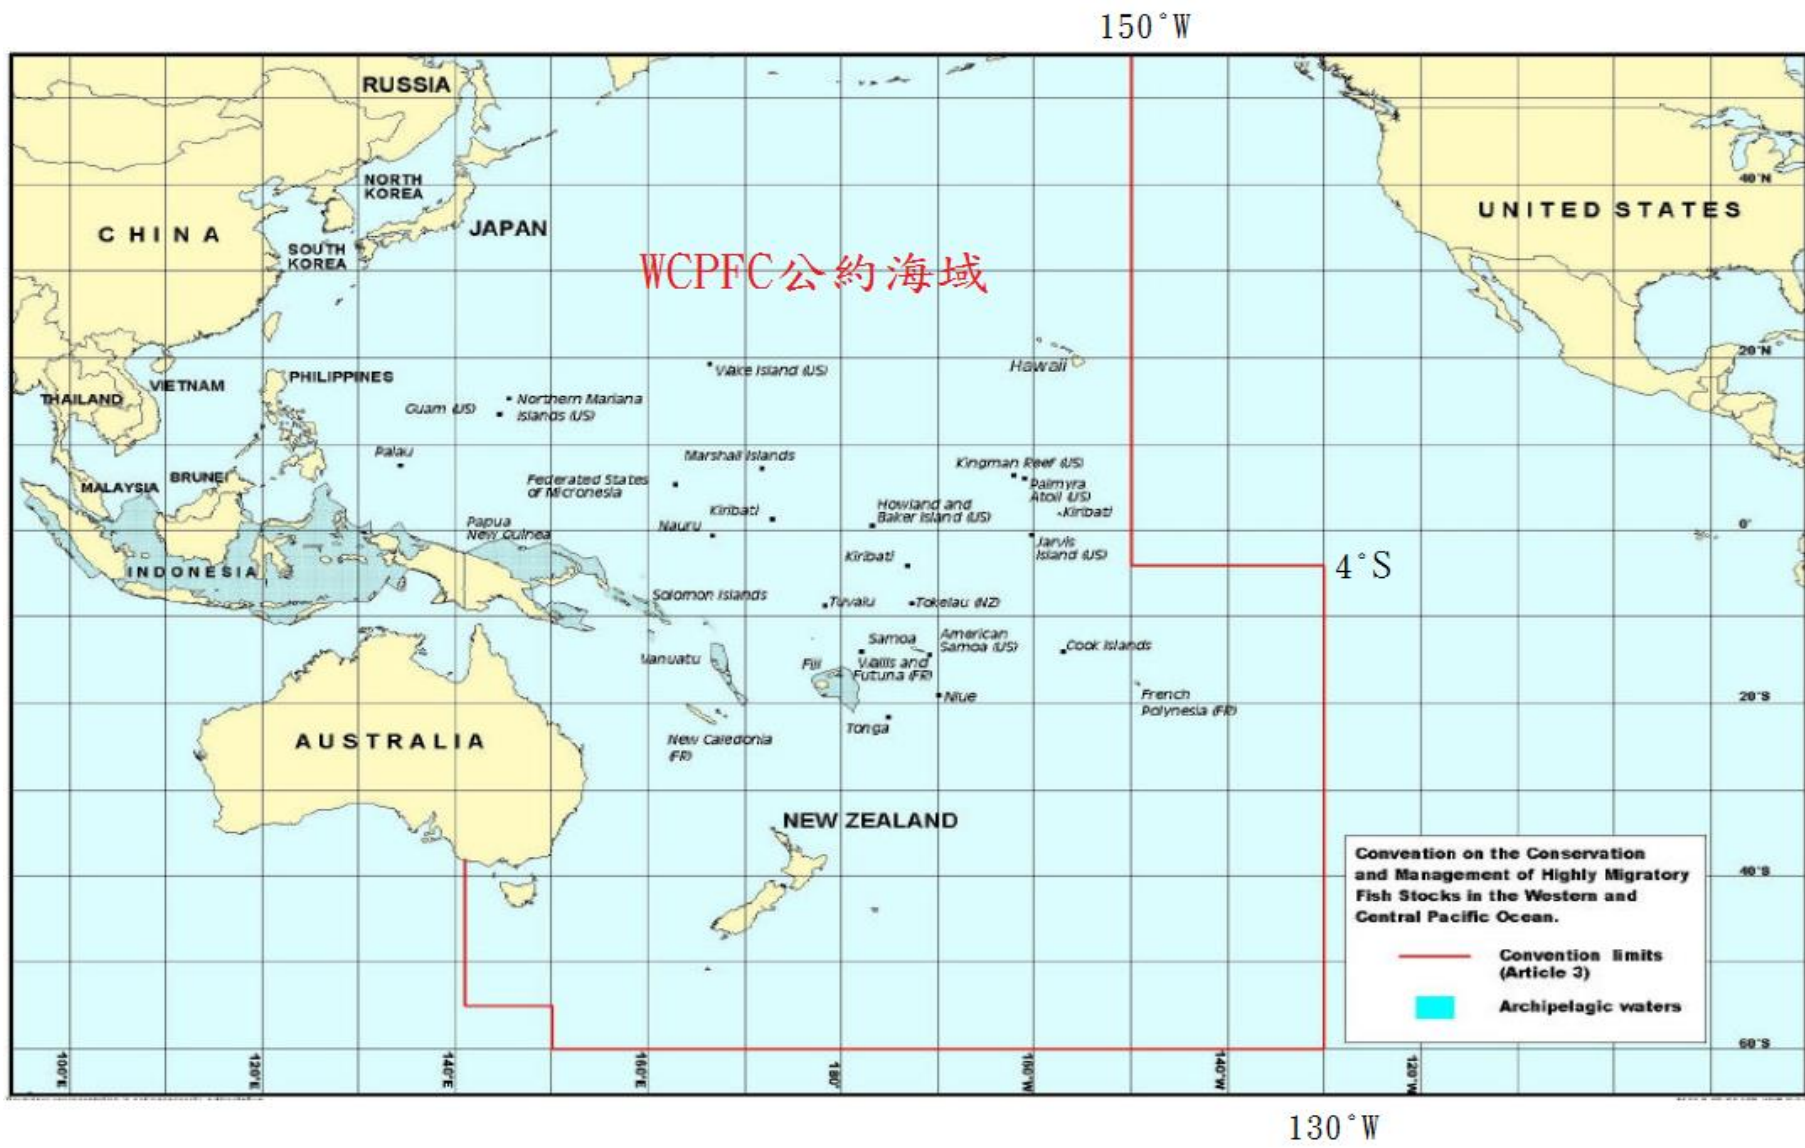 150°W
RUSSIA
NORTH
KOREA
CHINA
JAPAN
SOUTH
KOREA
UNITED STATES
40°N
WCPFC公約海域
20°N
Hawaii
Wake Island (US)
PHILIPPINES
VIETNAM
THAILAND
Guam (US)
Northern Mariana
Islands (US)
Palau
Marshall Islands
Kingman Reef (US)
BRUNEI
MALAYSIA
Federated States
of Micronesia
Palmyra
Atoll (US)
Howland and
Baker Island (US)
Kiribati
Kiribati
Papua
New Guinea
Nauru
0°
Jarvis
Island (US)
Kiribati
4°S
INDONESIA
Solomon Islands
Tuvalu
Tokelau (NZ)
Samoa
American
Samoa (US)
Cook Islands
Vanuatu
Fiji
Wallis and
Futuna (FR)
Niue
French
Polynesia (FR)
20°S
Tonga
New Caledonia
(FR)
AUSTRALIA
NEW ZEALAND
Convention on the Conservation
and Management of Highly Migratory
Fish Stocks in the Western and
Central Pacific Ocean.
40°S
Convention limits
(Article 3)
Archipelagic waters
60°S
100°E
120°E
140°E
160°E
180°
160°W
140°W
120°W
130°W